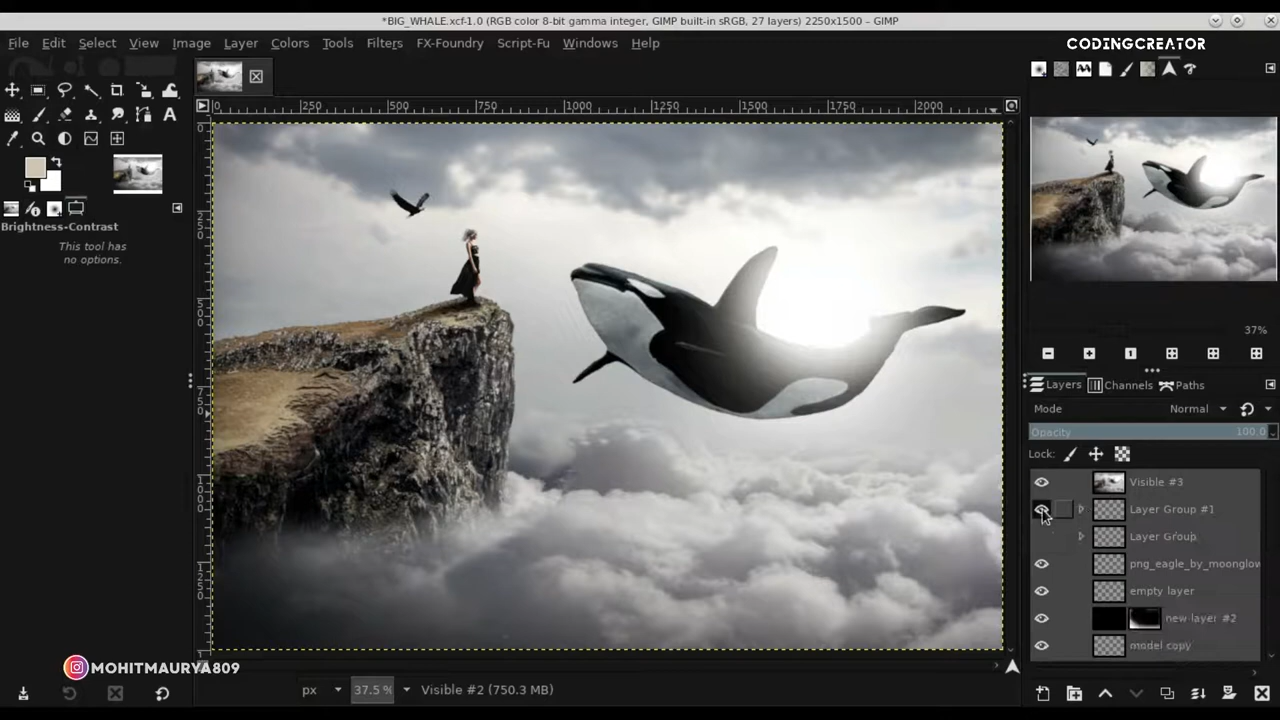 *BIG_WHALE.xcf-1.0 (RGB color 8-bit gamma integer, GIMP built-in sRGB, 27 layers) 2250x1500 – GIMP
File Edit Select View Image Layer Colors Tools Filters FX-Foundry Script-Fu Windows Help
CODINGCREATOR
0 250 500 750 1000 1250 1500 1750 2000
Brightness-Contrast
This tool has
no options.
37%
Layers Channels Paths
Mode Normal
Opacity 100,0
Lock:
Visible #3
Layer Group #1
Layer Group
png_eagle_by_moonglow
empty layer
new layer #2
model copy
MOHITMAURYA809
px 37.5 % Visible #2 (750.3 MB)